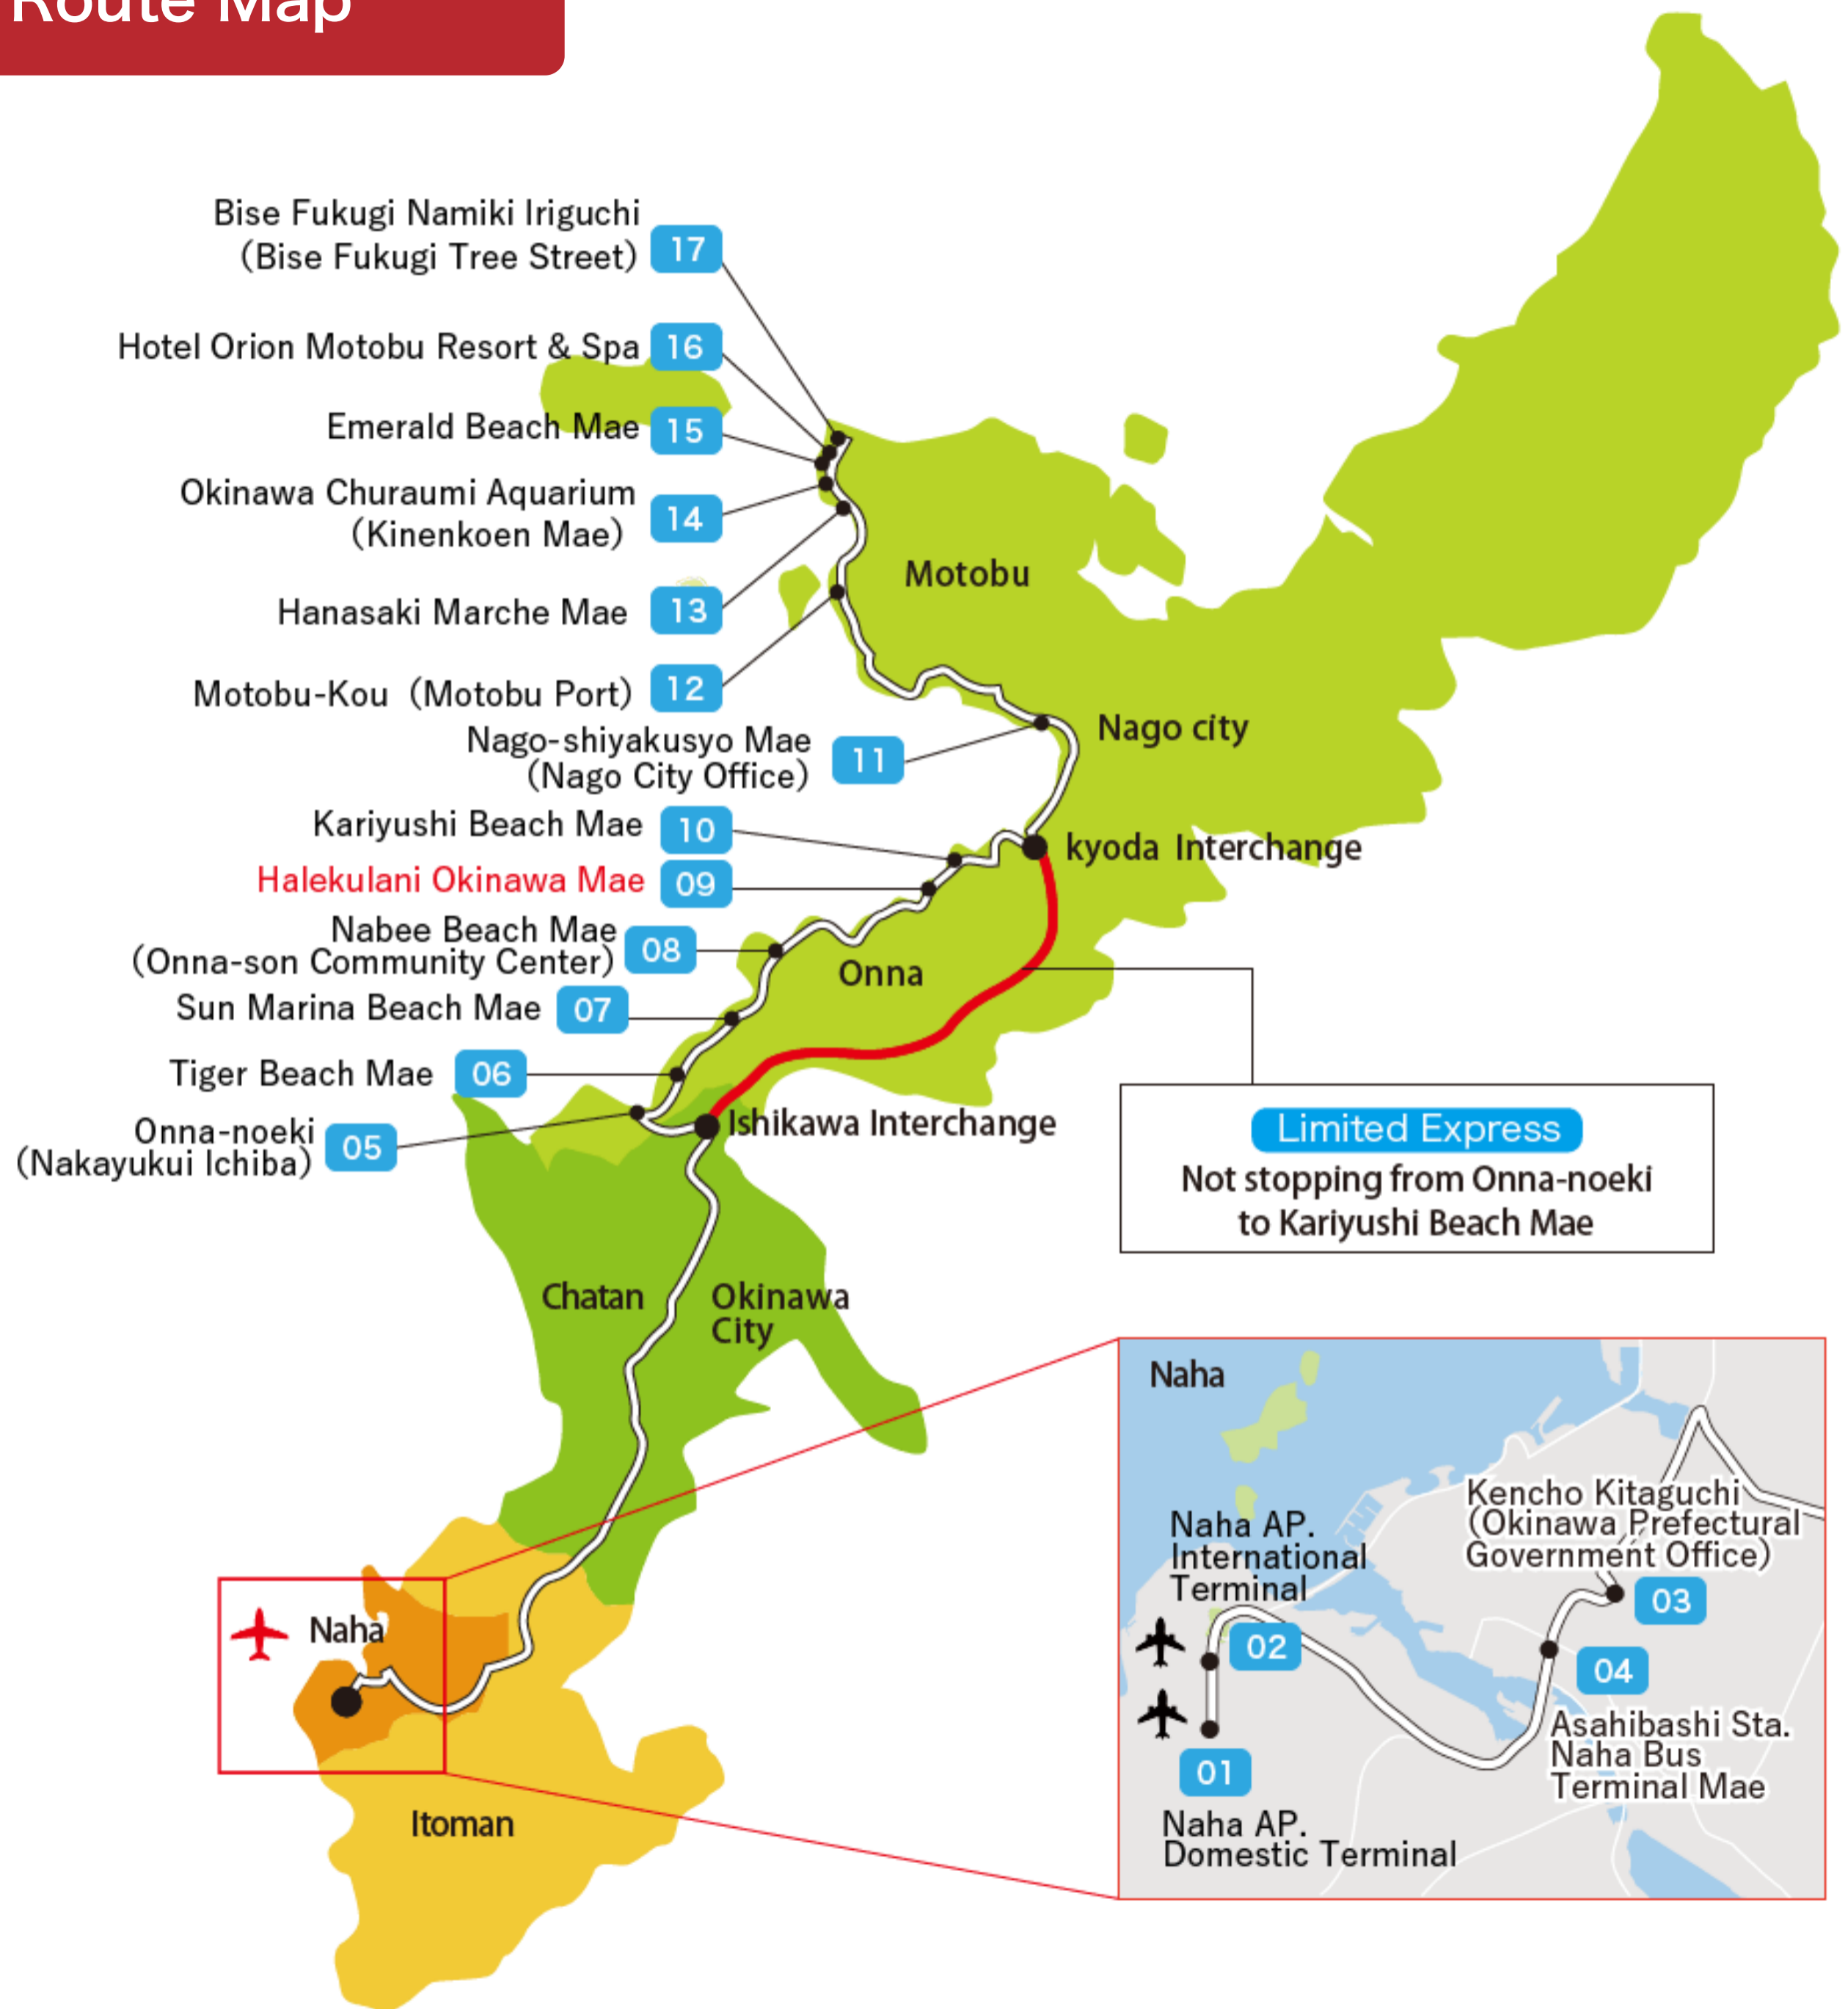 Route Map
Bise Fukugi Namiki Iriguchi
(Bise Fukugi Tree Street)
17
Hotel Orion Motobu Resort & Spa
16
Emerald Beach Mae
15
Okinawa Churaumi Aquarium
(Kinenkoen Mae)
14
Motobu
Hanasaki Marche Mae
13
Motobu-Kou (Motobu Port)
12
Nago-shiyakusyo Mae
(Nago City Office)
11
Nago city
Kariyushi Beach Mae
10
kyoda Interchange
Halekulani Okinawa Mae
09
Nabee Beach Mae
(Onna-son Community Center)
08
Onna
Sun Marina Beach Mae
07
Tiger Beach Mae
06
Onna-noeki
(Nakayukui Ichiba)
05
Ishikawa Interchange
Limited Express
Not stopping from Onna-noeki
to Kariyushi Beach Mae
Chatan
Okinawa
City
Naha
Itoman
Naha
Kencho Kitaguchi
(Okinawa Prefectural
Government Office)
03
Naha AP.
International
Terminal
02
04
Asahibashi Sta.
Naha Bus
Terminal Mae
01
Naha AP.
Domestic Terminal